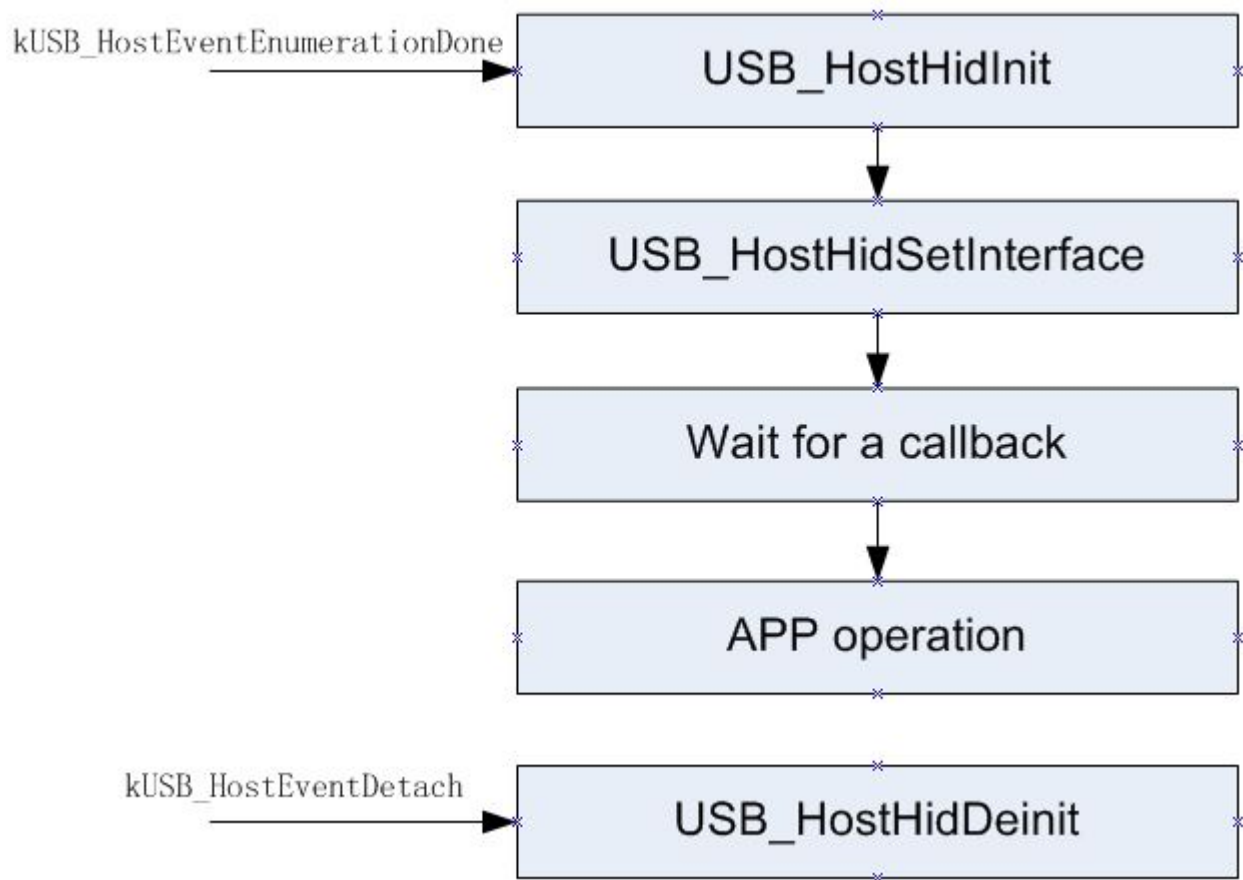 kUSB_HostEventEnumerationDone
USB_HostHidInit
USB_HostHidSetInterface
Wait for a callback
APP operation
kUSB_HostEventDetach
USB_HostHidDeinit